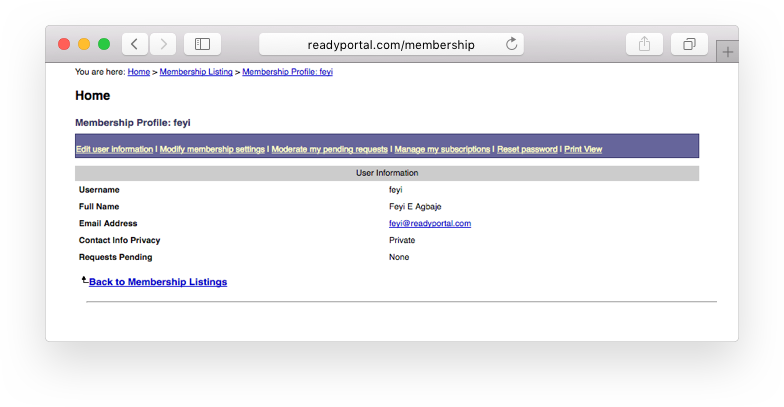 readyportal.com/membership
You are here: Home > Membership Listing > Membership Profile: feyi
Home
Membership Profile: feyi
Edit user information | Modify membership settings | Moderate my pending requests | Manage my subscriptions | Reset password | Print View
User Information
Username feyi
Full Name Feyi E Agbaje
Email Address feyi@readyportal.com
Contact Info Privacy Private
Requests Pending None
Back to Membership Listings